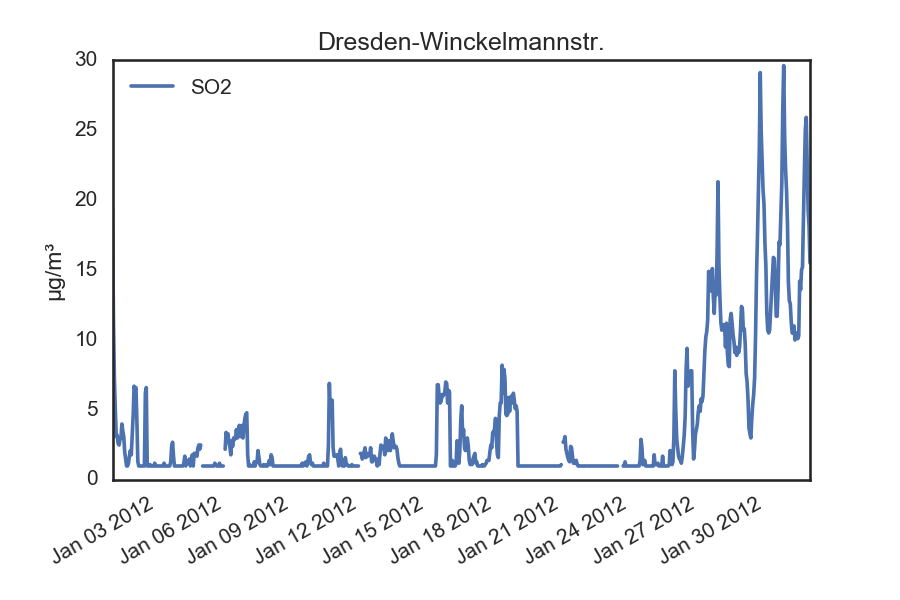 Dresden-Winckelmannstr.
SO2
µg/m³
30
25
20
15
10
5
0
Jan 03 2012
Jan 06 2012
Jan 09 2012
Jan 12 2012
Jan 15 2012
Jan 18 2012
Jan 21 2012
Jan 24 2012
Jan 27 2012
Jan 30 2012